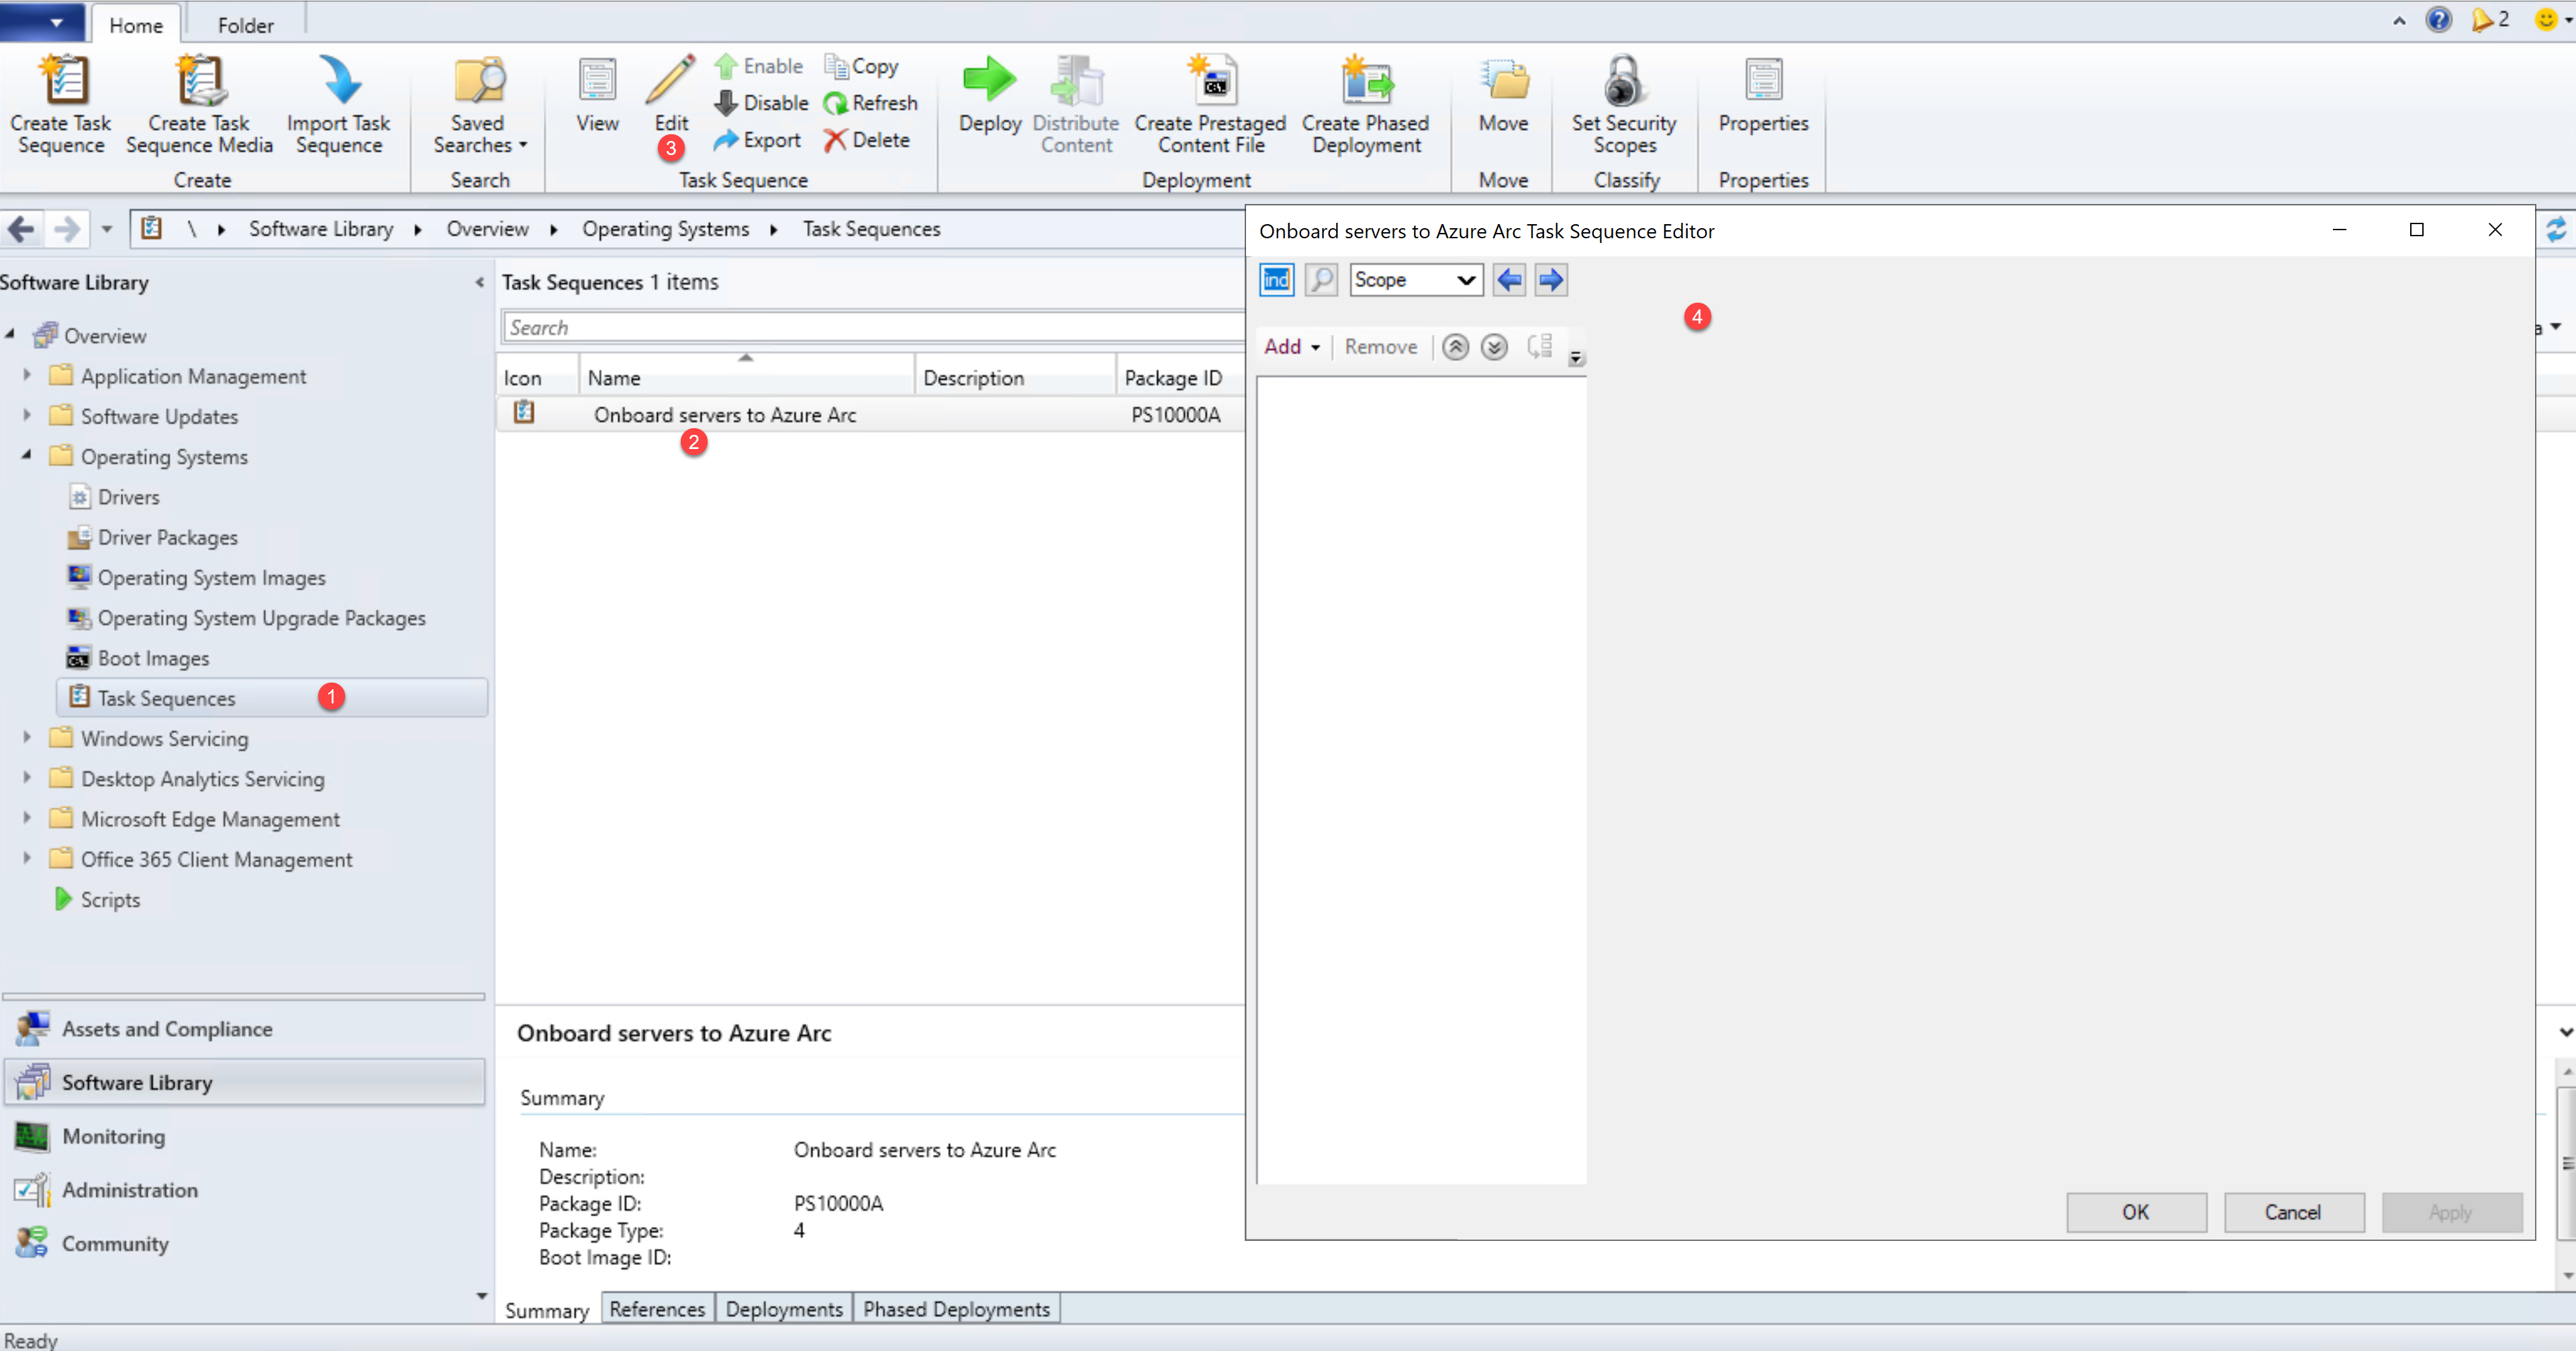 Home Folder 2
Create Task Sequence
Create Task Sequence Media
Import Task Sequence
Create
Saved Searches
Search
View
Edit
3
Enable
Disable
Export
Copy
Refresh
Delete
Task Sequence
Deploy
Distribute Content
Create Prestaged Content File
Create Phased Deployment
Deployment
Move
Move
Set Security Scopes
Classify
Properties
Properties
\ Software Library Overview Operating Systems Task Sequences
Software Library
Overview
Application Management
Software Updates
Operating Systems
Drivers
Driver Packages
Operating System Images
Operating System Upgrade Packages
Boot Images
Task Sequences 1
Windows Servicing
Desktop Analytics Servicing
Microsoft Edge Management
Office 365 Client Management
Scripts
Assets and Compliance
Software Library
Monitoring
Administration
Community
Task Sequences 1 items
Search
Icon Name Description Package ID
Onboard servers to Azure Arc PS10000A
2
Onboard servers to Azure Arc
Summary
Name: Onboard servers to Azure Arc
Description:
Package ID: PS10000A
Package Type: 4
Boot Image ID:
Summary References Deployments Phased Deployments
Onboard servers to Azure Arc Task Sequence Editor
ind Scope
4
Add Remove
OK Cancel Apply
a
Ready